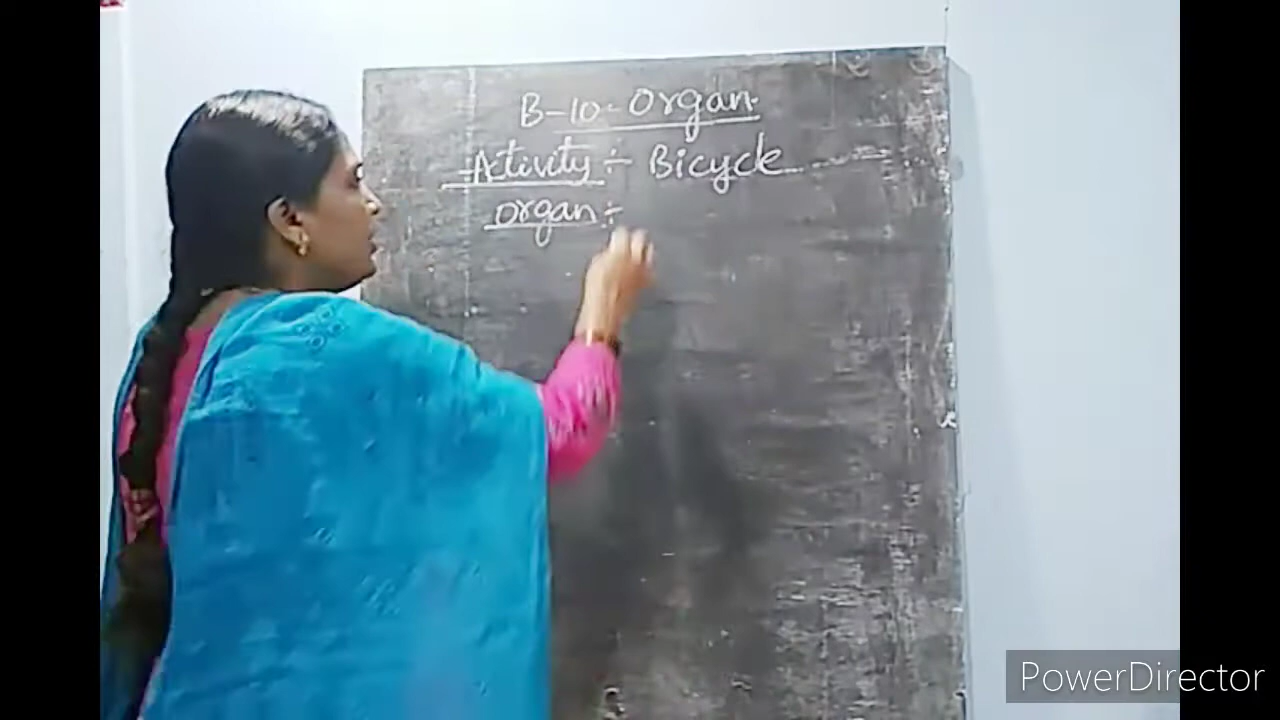 B-10- Organ.
Activity :- Bicycle
Organ :-
PowerDirector